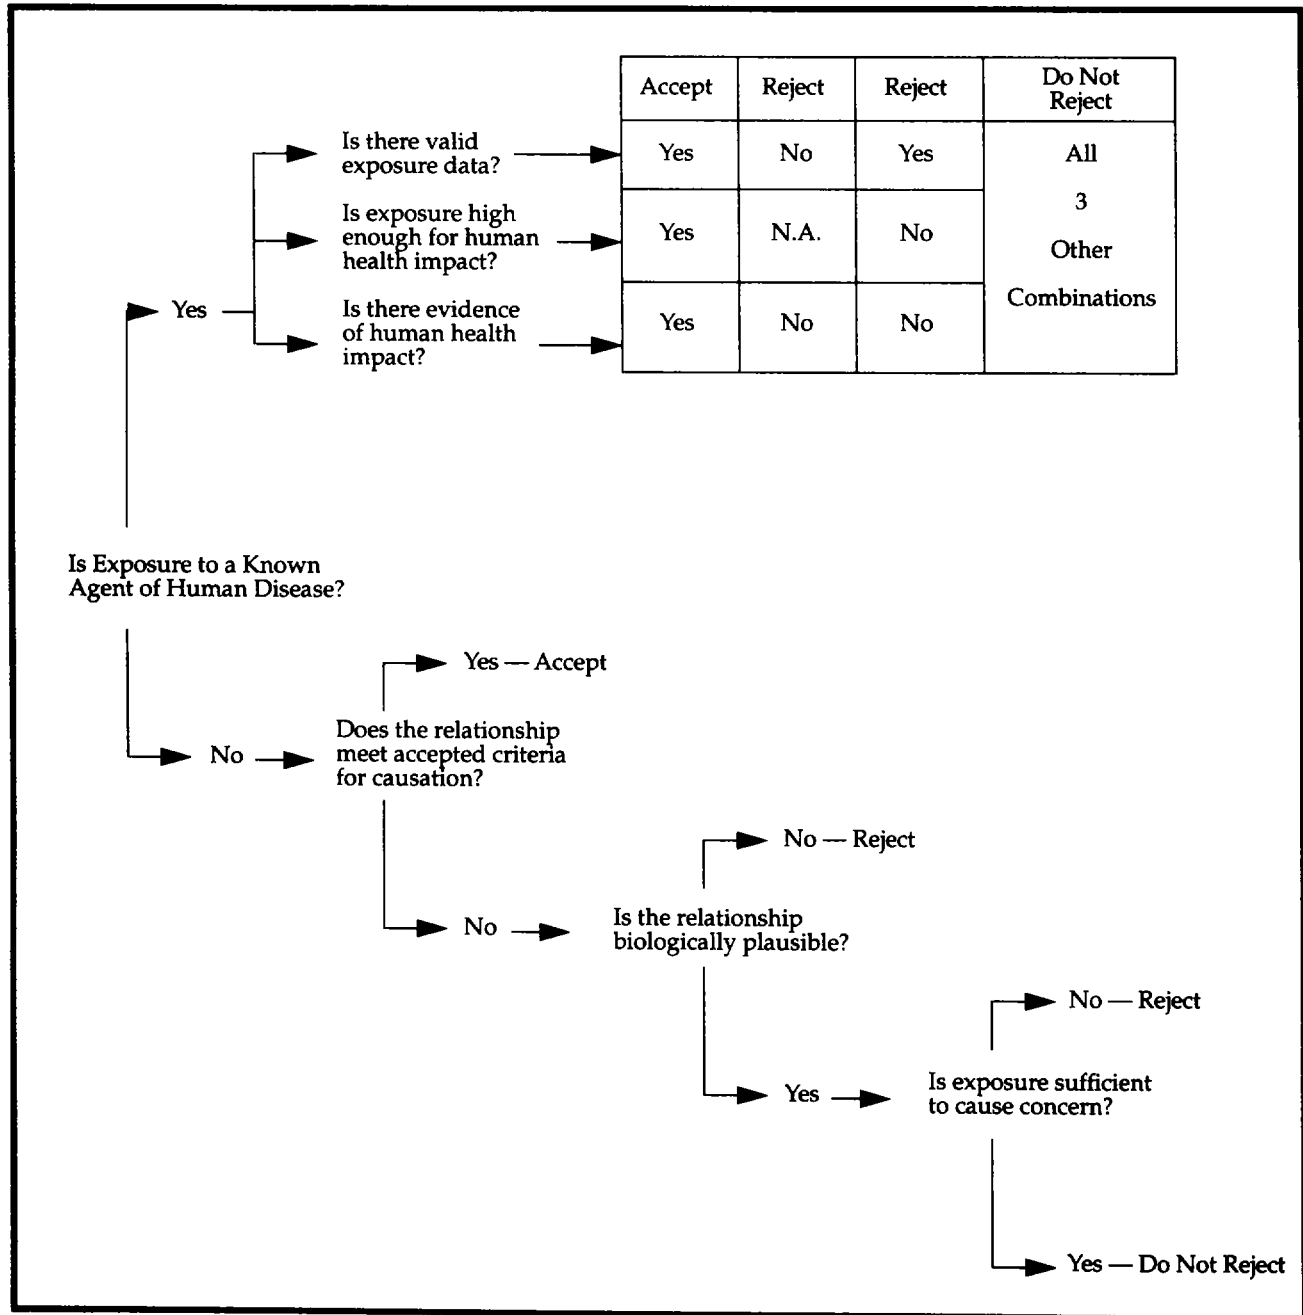 Accept Reject Reject Do Not
Reject
Is there valid
exposure data?
Yes No Yes All
Is exposure high
enough for human
health impact?
Yes N.A. No 3
Other
Is there evidence
of human health
impact?
Yes No No Combinations
Yes
Is Exposure to a Known
Agent of Human Disease?
Yes — Accept
Does the relationship
meet accepted criteria
for causation?
No
No — Reject
Is the relationship
biologically plausible?
No
No — Reject
Is exposure sufficient
to cause concern?
Yes
Yes — Do Not Reject